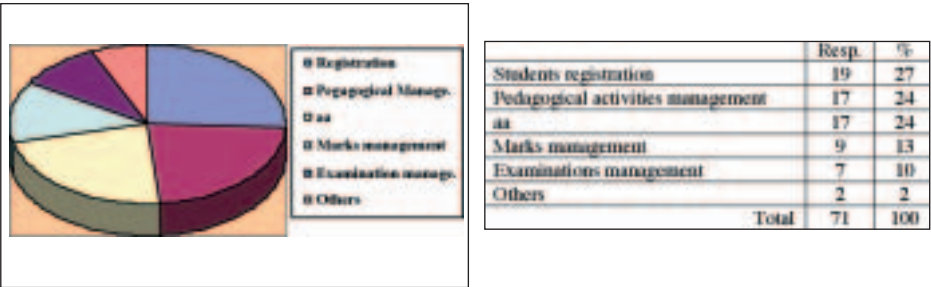 Registration
Pegagogical Manage.
aa
Marks management
Examination manage.
Others
Resp. %
Students registration 19 27
Pedagogical activities management 17 24
aa 17 24
Marks management 9 13
Examinations management 7 10
Others 2 2
Total 71 100